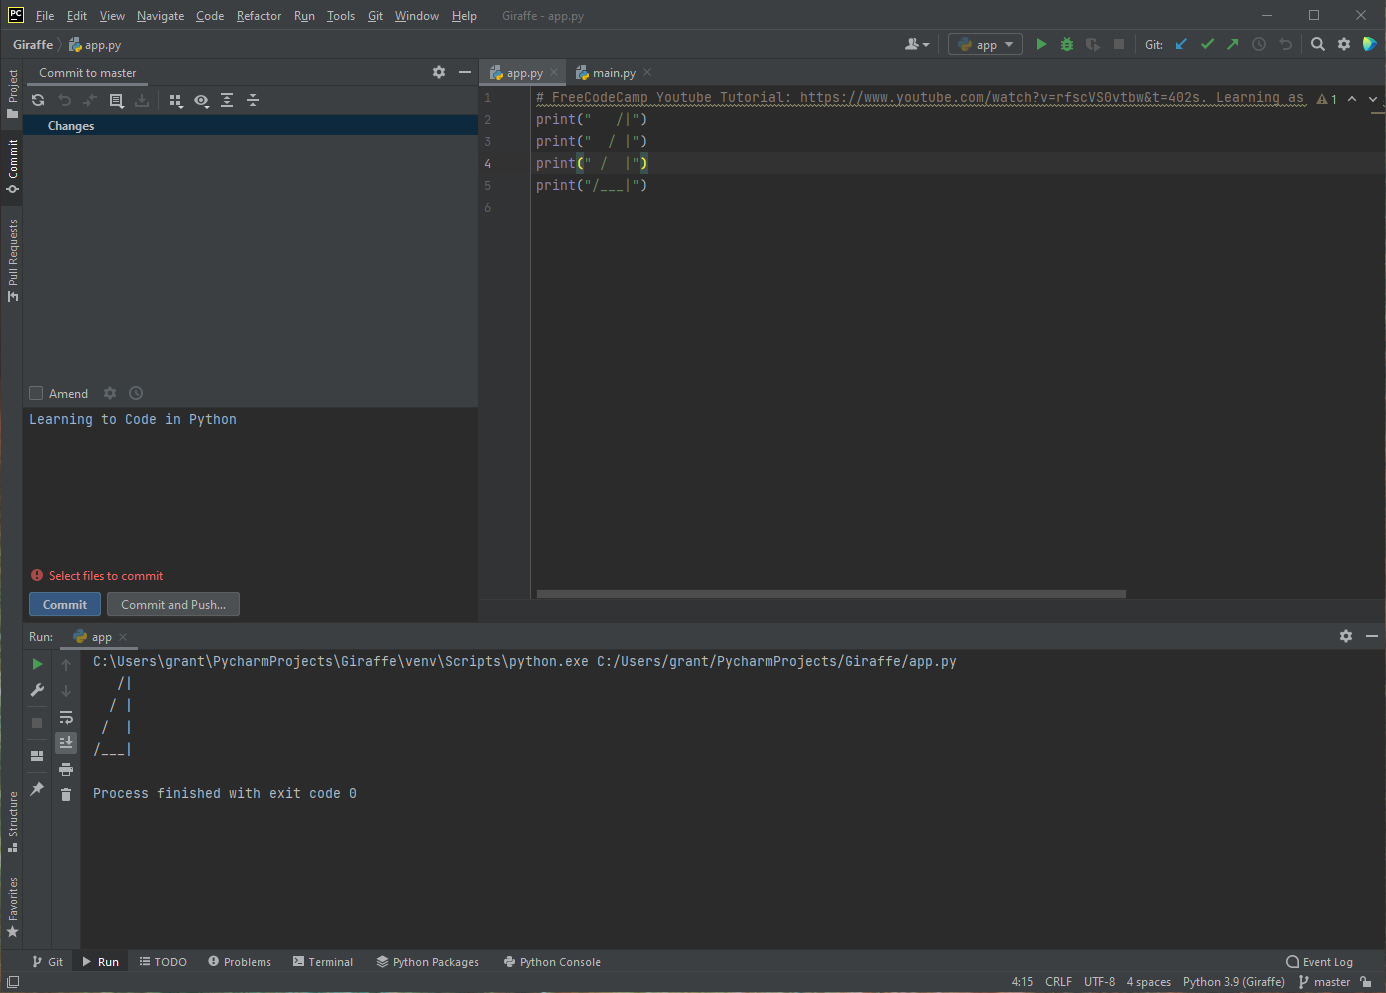 PC File Edit View Navigate Code Refactor Run Tools Git Window Help Giraffe - app.py
Giraffe app.py app Git:
Project
Commit
Pull Requests
Structure
Favorites
Commit to master
Changes
Amend
Learning to Code in Python
Select files to commit
Commit Commit and Push...
app.py main.py
1 # FreeCodeCamp Youtube Tutorial: https://www.youtube.com/watch?v=rfscVS0vtbw&t=402s. Learning as 1
2 print("   /|")
3 print("  / |")
4 print(" /  |")
5 print("/___|")
6
Run: app
C:\Users\grant\PycharmProjects\Giraffe\venv\Scripts\python.exe C:/Users/grant/PycharmProjects/Giraffe/app.py
   /|
  / |
 /  |
/___|
Process finished with exit code 0
Git Run TODO Problems Terminal Python Packages Python Console Event Log
4:15 CRLF UTF-8 4 spaces Python 3.9 (Giraffe) master